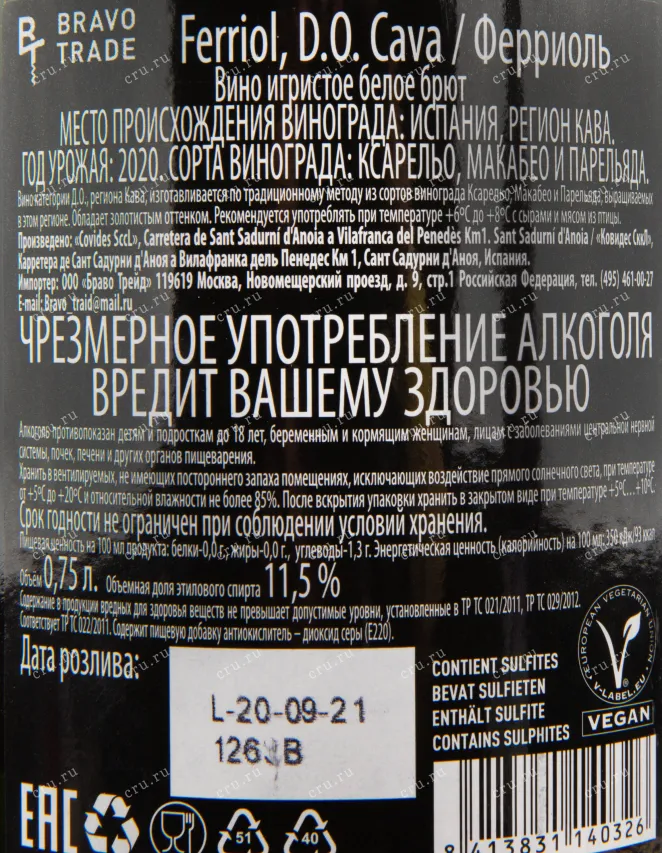 BRAVO TRADE
Ferriol, D.O. Cava / Ферриоль
Вино игристое белое брют
МЕСТО ПРОИСХОЖДЕНИЯ ВИНОГРАДА: ИСПАНИЯ, РЕГИОН КАВА.
ГОД УРОЖАЯ: 2020. СОРТА ВИНОГРАДА: КСАРЕЛЬО, МАКАБЕО И ПАРЕЛЬЯДА.
Вино категории Д.О., региона Кава, изготавливается по традиционному методу из сортов винограда Ксарельо, Макабео и Парельяда, выращиваемых
в этом регионе. Обладает золотистым оттенком. Рекомендуется употреблять при температуре +6°C до +8°C с сырами и мясом из птицы.
Произведено: «Covides SccL», Carretera de Sant Sadurní d'Anoia a Vilafranca del Penedès Km1. Sant Sadurní d'Anoia / «Ковидес СккЛ»,
Карретера де Сант Садурни д'Аноя а Вилафранка дель Пенедес Км 1, Сант Садурни д'Аноя, Испания.
Импортер: ООО «Браво Трейд» 119619 Москва, Новомещерский проезд, д. 9, стр.1 Российская Федерация, тел. (495) 461-00-27
E-mail: Bravo_traid@mail.ru
ЧРЕЗМЕРНОЕ УПОТРЕБЛЕНИЕ АЛКОГОЛЯ
ВРЕДИТ ВАШЕМУ ЗДОРОВЬЮ
Алкоголь противопоказан детям и подросткам до 18 лет, беременным и кормящим женщинам, лицам с заболеваниями центральной нервной
системы, почек, печени и других органов пищеварения.
Хранить в вентилируемых, не имеющих постороннего запаха помещениях, исключающих воздействие прямого солнечного света, при температуре
от +5°C до +20°C и относительной влажности не более 85%. После вскрытия упаковки хранить в закрытом виде при температуре +5°C... +10°C.
Срок годности не ограничен при соблюдении условий хранения.
Пищевая ценность на 100 мл продукта: белки-0,0 г., жиры-0,0 г., углеводы-1,3 г. Энергетическая ценность (калорийность) на 100 мл: 350 кДж/93 ккал
Объём 0,75 л. Объемная доля этилового спирта 11,5 %
Содержание в продукции вредных для здоровья веществ не превышает допустимые уровни, установленные в ТР ТС 021/2011, ТР ТС 029/2012.
Соответствует ТР ТС 022/2011. Содержит пищевую добавку антиокислитель – диоксид серы (Е220).
Дата розлива:
L-20-09-21
CONTIENT SULFITES
BEVAT SULFIETEN
ENTHÄLT SULFITE
CONTAINS SULPHITES
EUROPEAN VEGETARIAN UNION
V-LABEL.EU
VEGAN
EAC
51
40
8 413831 140326
cru.ru